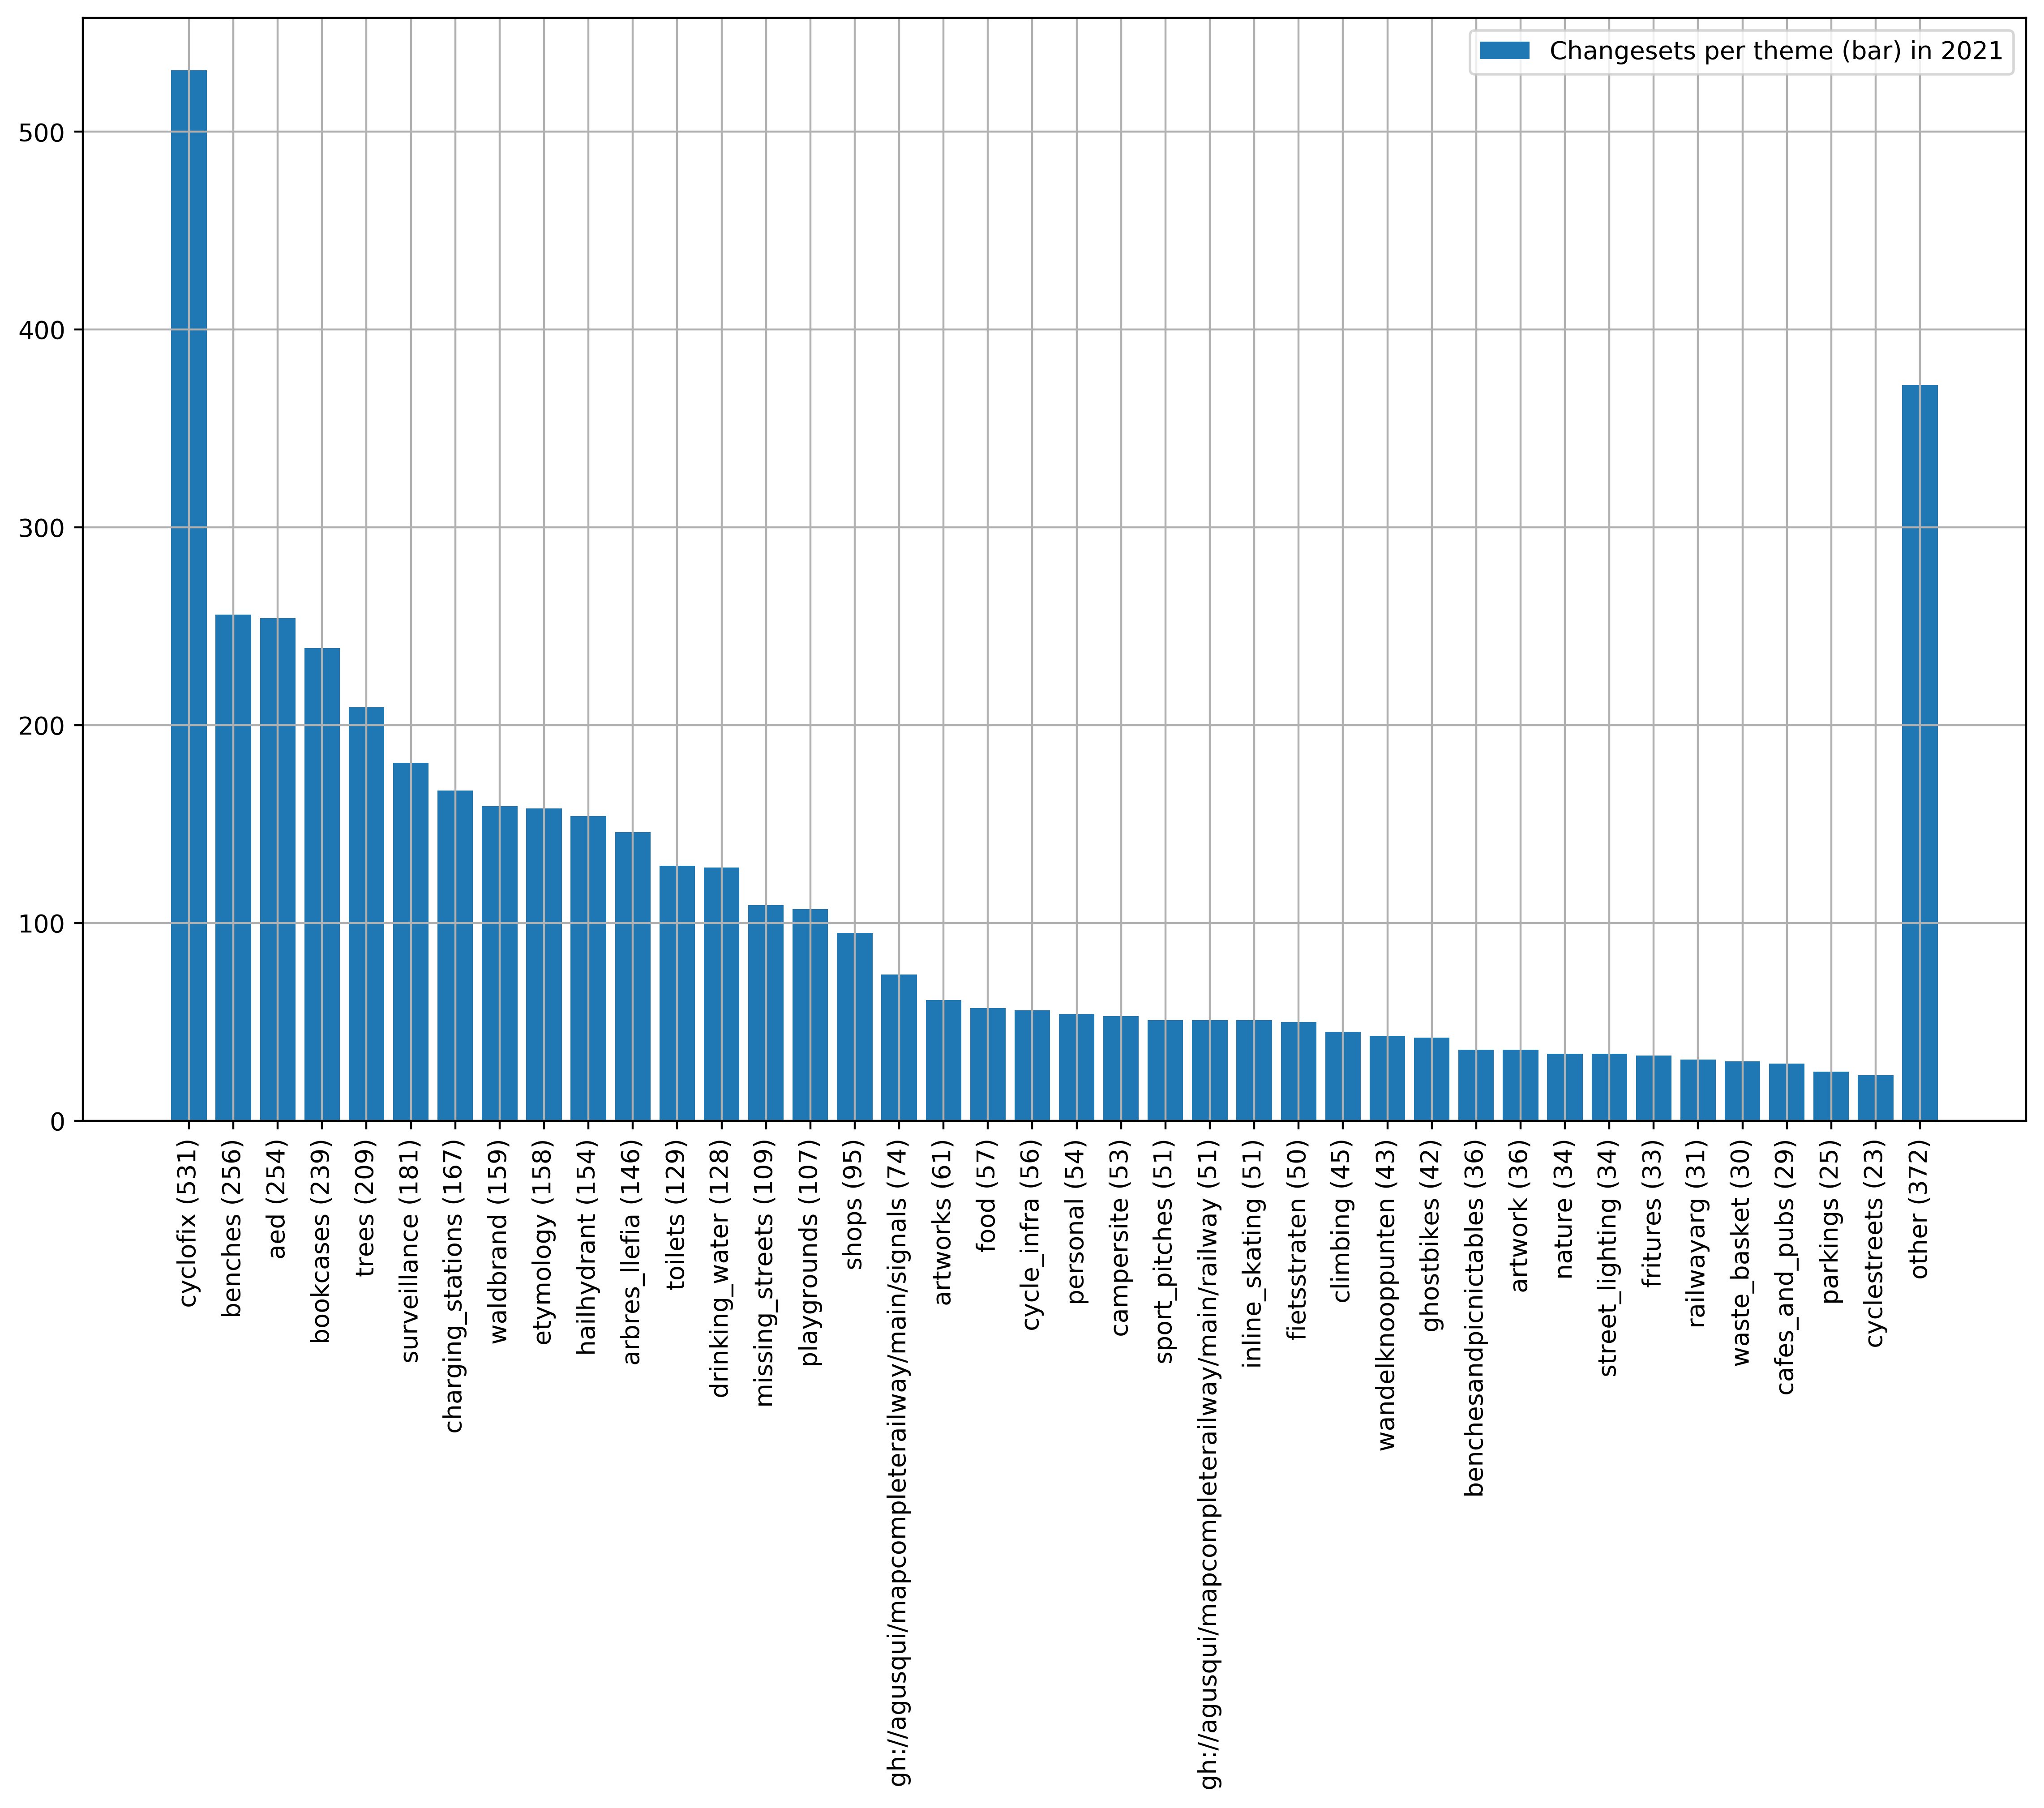 Changesets per theme (bar) in 2021
500
400
300
200
100
0
cyclofix (531)
benches (256)
aed (254)
bookcases (239)
trees (209)
surveillance (181)
charging_stations (167)
waldbrand (159)
etymology (158)
hailhydrant (154)
arbres_llefia (146)
toilets (129)
drinking_water (128)
missing_streets (109)
playgrounds (107)
shops (95)
gh://agusqui/mapcompleterailway/main/signals (74)
artworks (61)
food (57)
cycle_infra (56)
personal (54)
campersite (53)
sport_pitches (51)
gh://agusqui/mapcompleterailway/main/railway (51)
inline_skating (51)
fietsstraten (50)
climbing (45)
wandelknooppunten (43)
ghostbikes (42)
benchesandpicnictables (36)
artwork (36)
nature (34)
street_lighting (34)
fritures (33)
railwayarg (31)
waste_basket (30)
cafes_and_pubs (29)
parkings (25)
cyclestreets (23)
other (372)